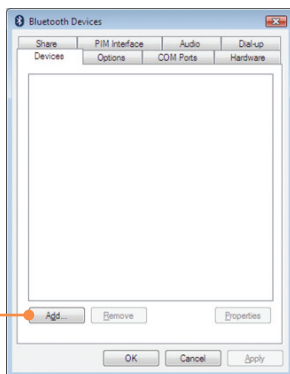 Bluetooth Devices
Share PIM Interface Audio Dial-up
Devices Options COM Ports Hardware
Add... Remove Properties
OK Cancel Apply